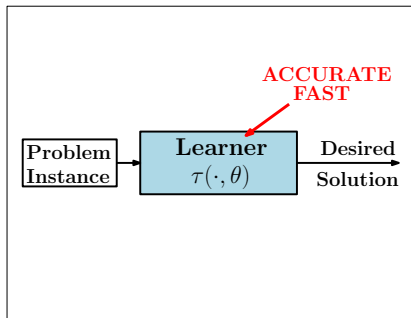 ACCURATE
FAST
Problem
Instance
Learner
τ(·, θ)
Desired
Solution